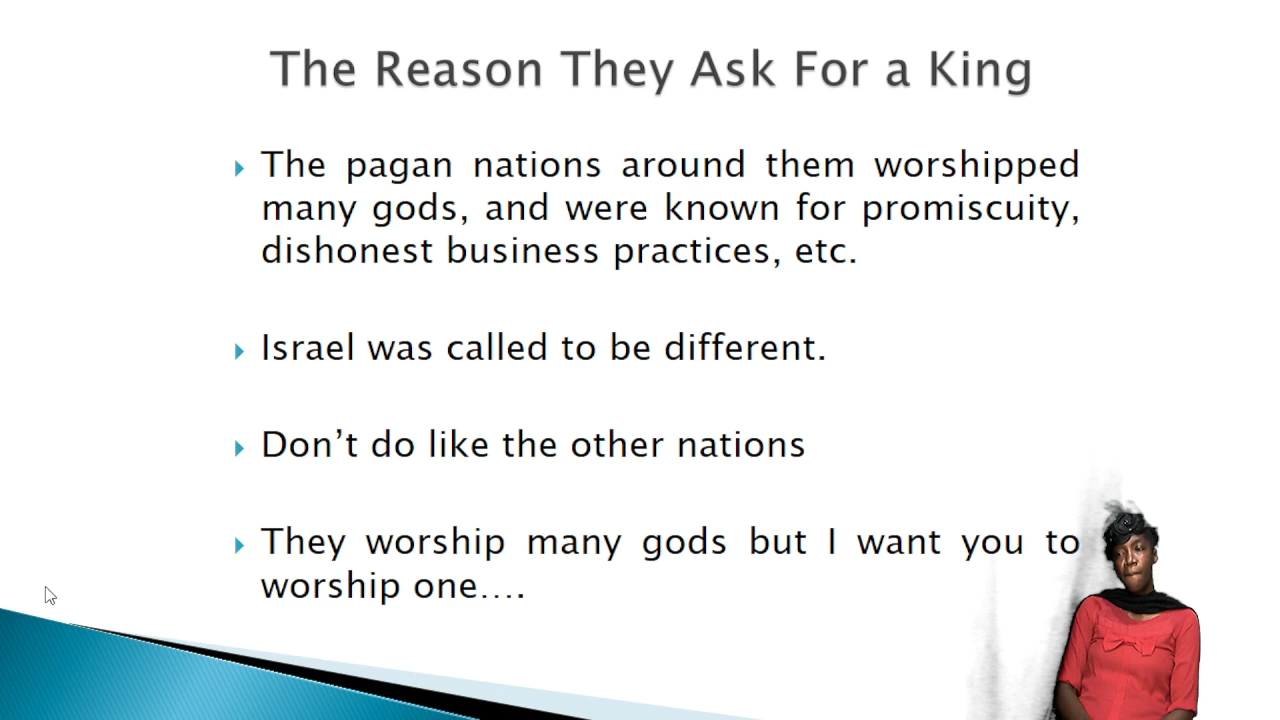 The Reason They Ask For a King
The pagan nations around them worshipped
many gods, and were known for promiscuity,
dishonest business practices, etc.
Israel was called to be different.
Don’t do like the other nations
They worship many gods but I want you to
worship one….